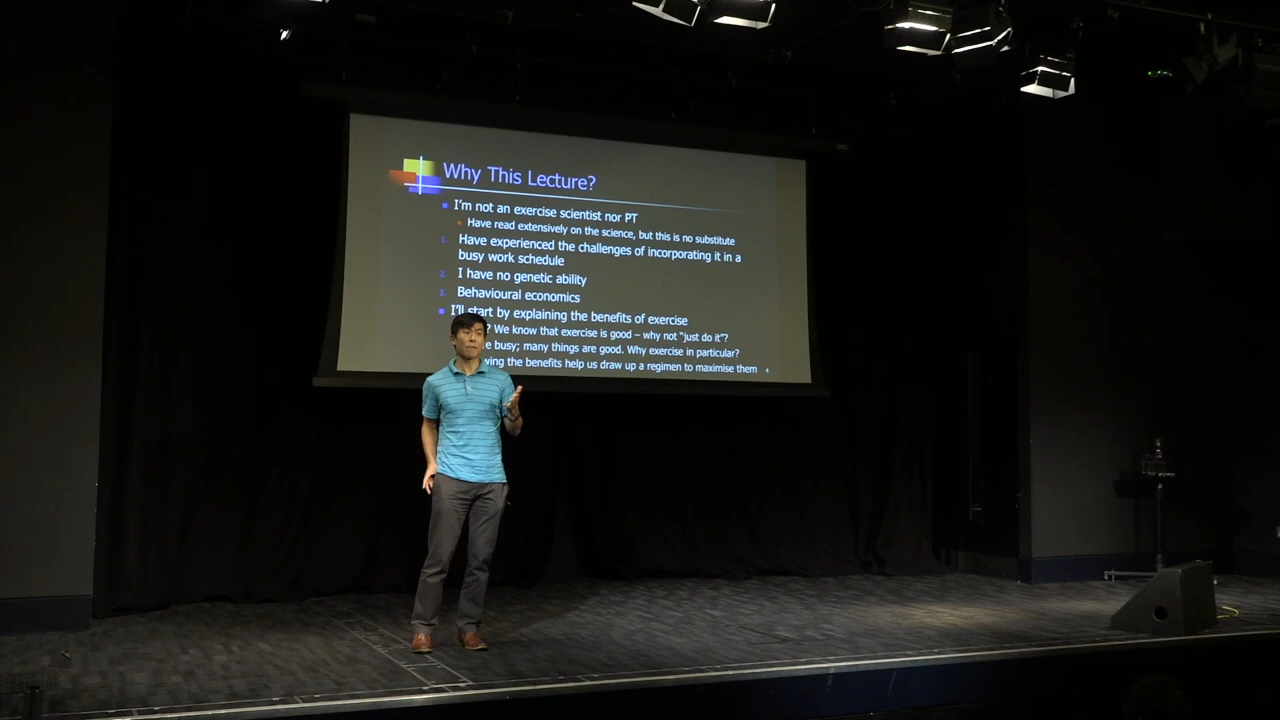 Why This Lecture?
I'm not an exercise scientist nor PT
Have read extensively on the science, but this is no substitute
1. Have experienced the challenges of incorporating it in a
busy work schedule
2. I have no genetic ability
3. Behavioural economics
I'll start by explaining the benefits of exercise
? We know that exercise is good – why not "just do it"?
busy; many things are good. Why exercise in particular?
the benefits help us draw up a regimen to maximise them
4